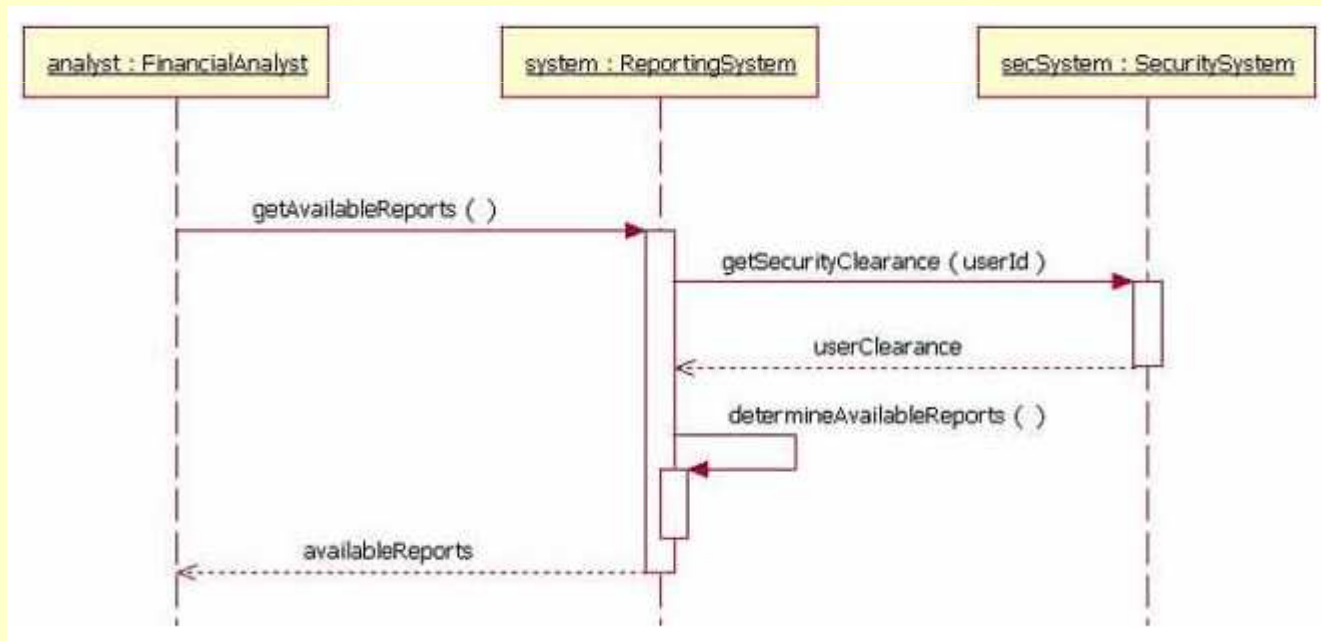 analyst : FinancialAnalyst
system : ReportingSystem
secSystem : SecuritySystem
getAvailableReports ( )
getSecurityClearance ( userId )
userClearance
determineAvailableReports ( )
availableReports